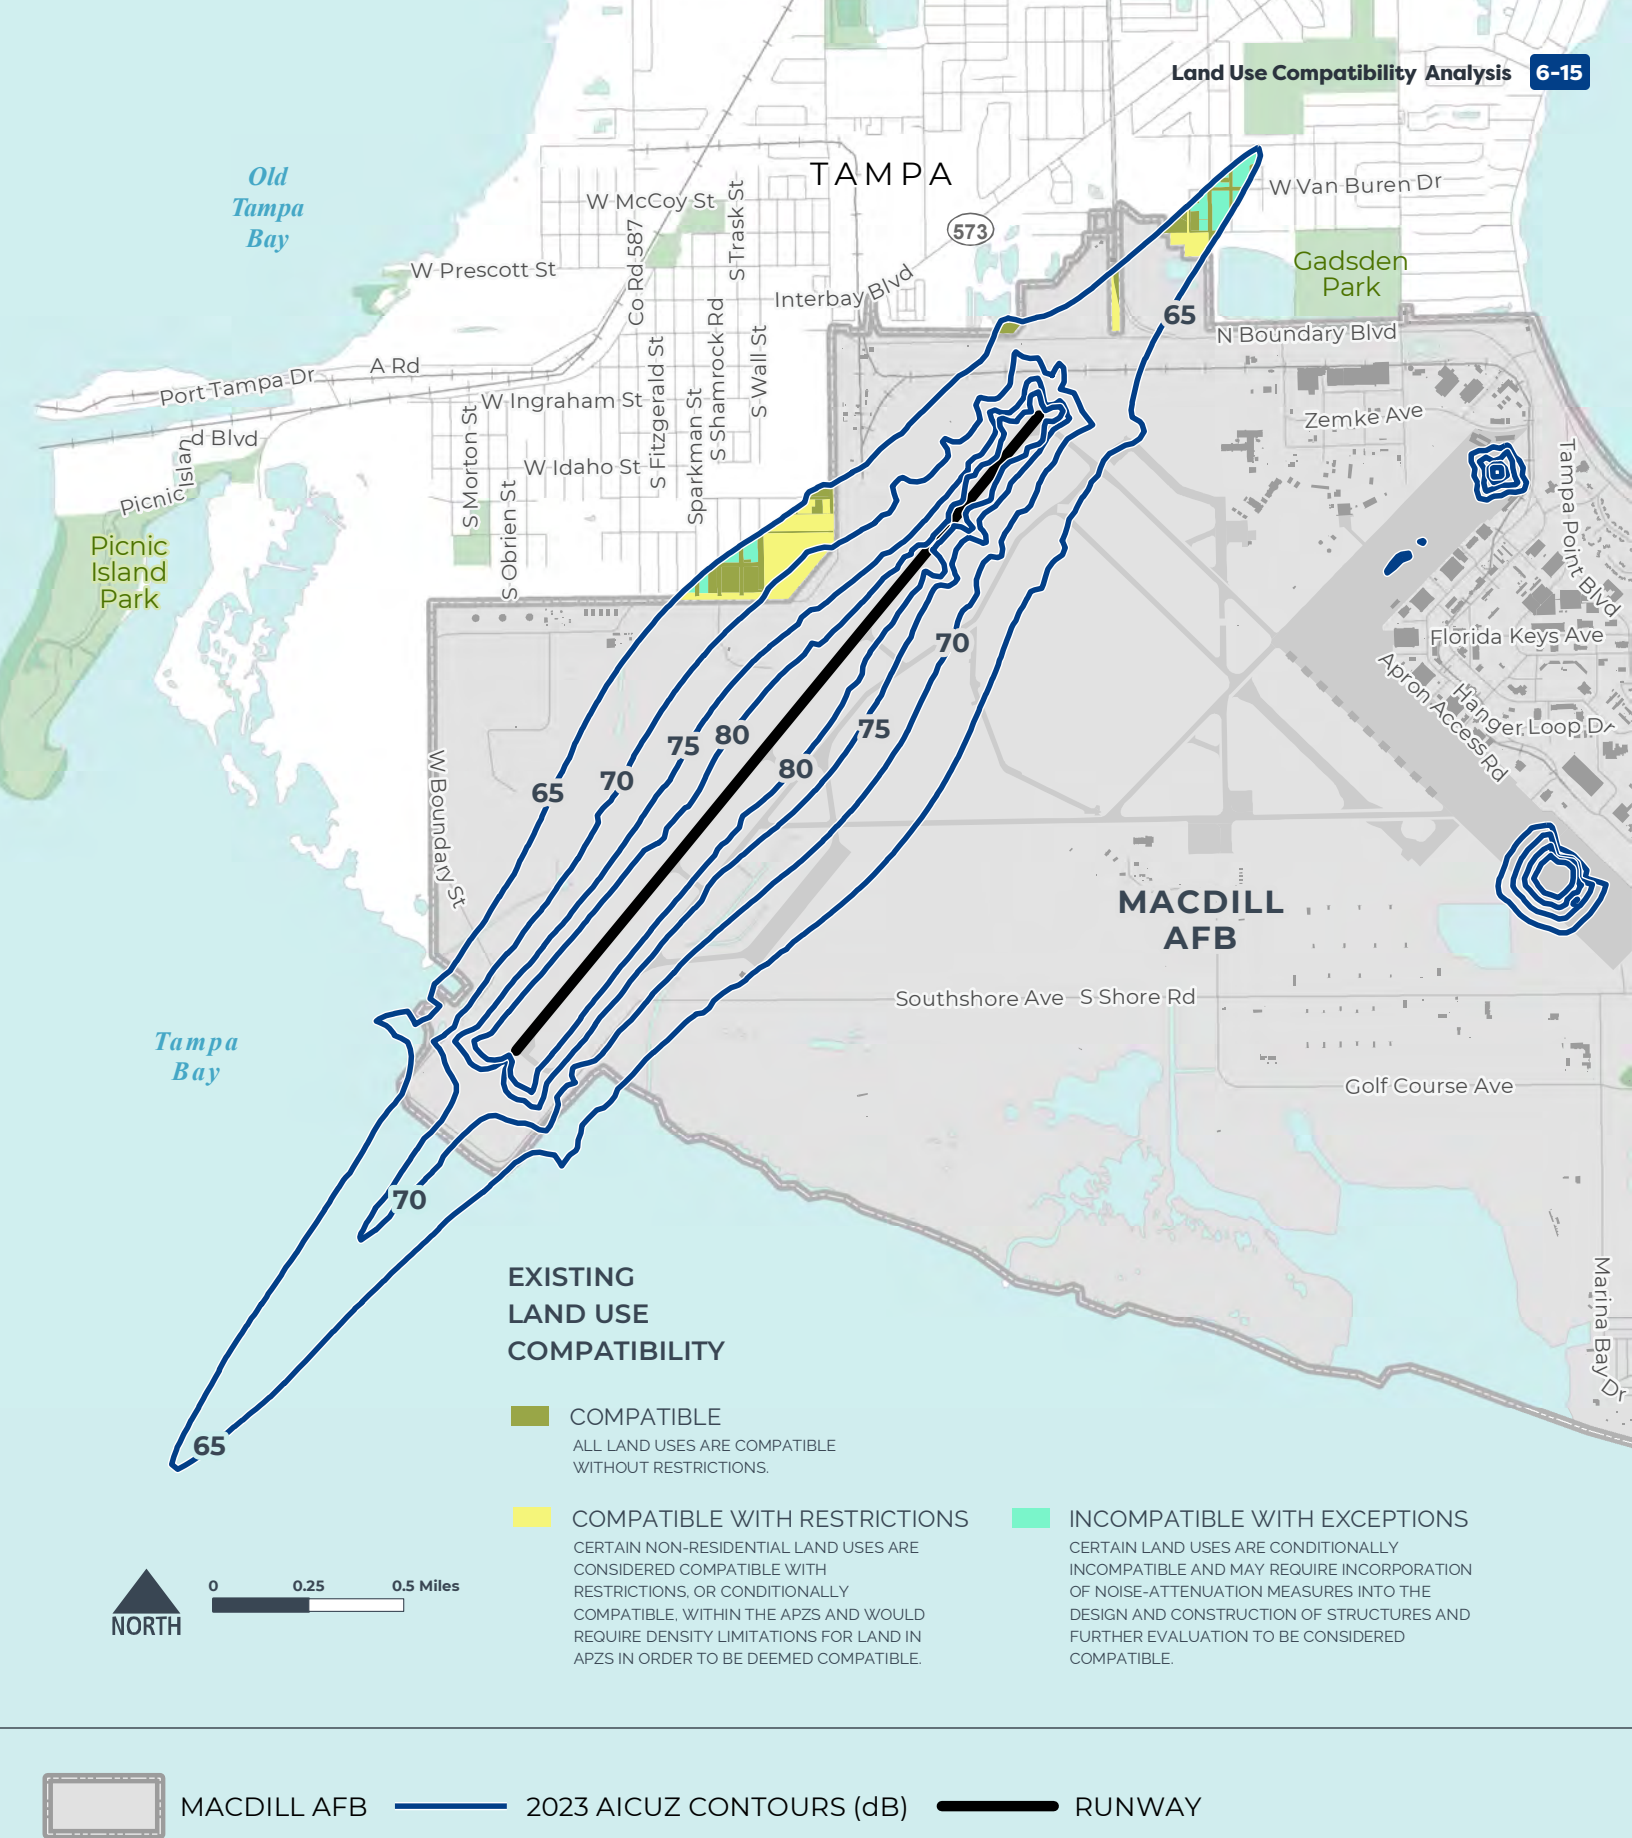 Land Use Compatibility Analysis 6-15
Old
Tampa
Bay
TAMPA
W McCoy St
S Trask St
573
W Van Buren Dr
Co Rd 587
W Prescott St
Interbay Blvd
Gadsden
Park
65
N Boundary Blvd
A Rd
Port Tampa Dr
S Fitzgerald St
S Shamrock Rd
S Wall St
W Ingraham St
Sparkman St
Zemke Ave
S Morton St
Picnic Island Blvd
W Idaho St
S Obrien St
Tampa Point Blvd
Picnic
Island
Park
70
Florida Keys Ave
Apron Access Rd
Hanger Loop Dr
75
80
75
80
70
65
W Boundary St
MACDILL
AFB
Southshore Ave
S Shore Rd
Tampa
Bay
Golf Course Ave
70
Marina Bay Dr
65
EXISTING
LAND USE
COMPATIBILITY
COMPATIBLE
ALL LAND USES ARE COMPATIBLE
WITHOUT RESTRICTIONS.
COMPATIBLE WITH RESTRICTIONS
CERTAIN NON-RESIDENTIAL LAND USES ARE
CONSIDERED COMPATIBLE WITH
RESTRICTIONS, OR CONDITIONALLY
COMPATIBLE, WITHIN THE APZS AND WOULD
REQUIRE DENSITY LIMITATIONS FOR LAND IN
APZS IN ORDER TO BE DEEMED COMPATIBLE.
INCOMPATIBLE WITH EXCEPTIONS
CERTAIN LAND USES ARE CONDITIONALLY
INCOMPATIBLE AND MAY REQUIRE INCORPORATION
OF NOISE-ATTENUATION MEASURES INTO THE
DESIGN AND CONSTRUCTION OF STRUCTURES AND
FURTHER EVALUATION TO BE CONSIDERED
COMPATIBLE.
NORTH
0 0.25 0.5 Miles
MACDILL AFB
2023 AICUZ CONTOURS (dB)
RUNWAY